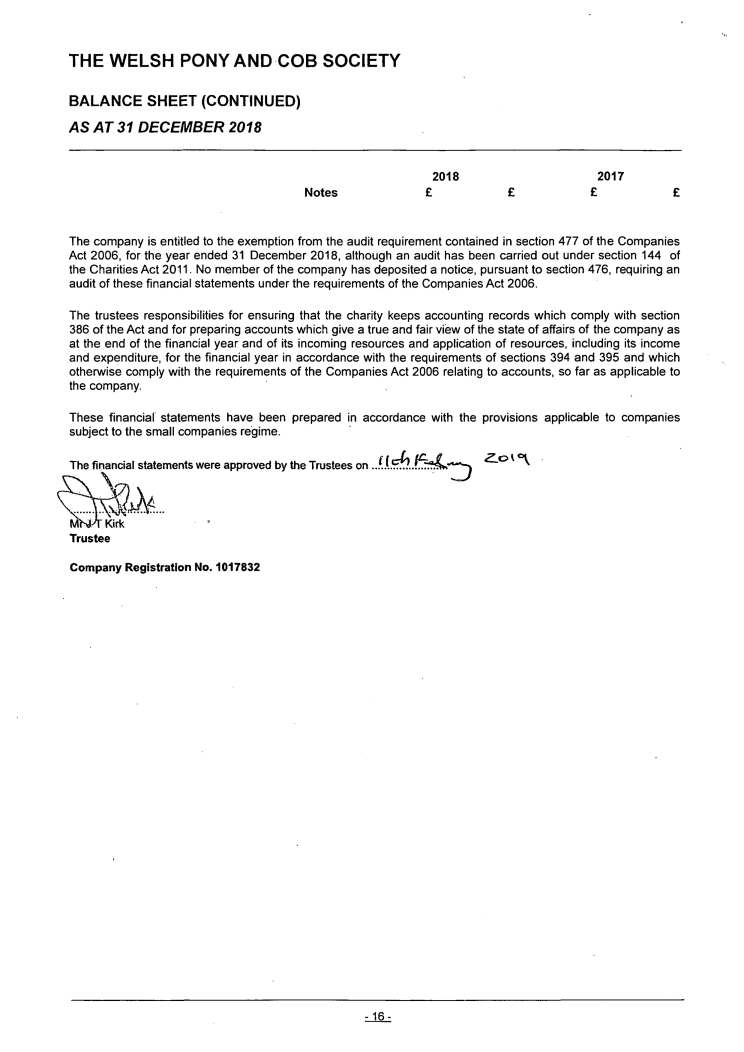 THE WELSH PONY AND COB SOCIETY
BALANCE SHEET (CONTINUED)
AS AT 31 DECEMBER 2018
2018 2017
Notes £ £ £ £
The company is entitled to the exemption from the audit requirement contained in section 477 of the Companies
Act 2006, for the year ended 31 December 2018, although an audit has been carried out under section 144 of
the Charities Act 2011. No member of the company has deposited a notice, pursuant to section 476, requiring an
audit of these financial statements under the requirements of the Companies Act 2006.
The trustees responsibilities for ensuring that the charity keeps accounting records which comply with section
386 of the Act and for preparing accounts which give a true and fair view of the state of affairs of the company as
at the end of the financial year and of its incoming resources and application of resources, including its income
and expenditure, for the financial year in accordance with the requirements of sections 394 and 395 and which
otherwise comply with the requirements of the Companies Act 2006 relating to accounts, so far as applicable to
the company.
These financial statements have been prepared in accordance with the provisions applicable to companies
subject to the small companies regime.
The financial statements were approved by the Trustees on 11th February 2019
Mr J T Kirk
Trustee
Company Registration No. 1017832
- 16 -